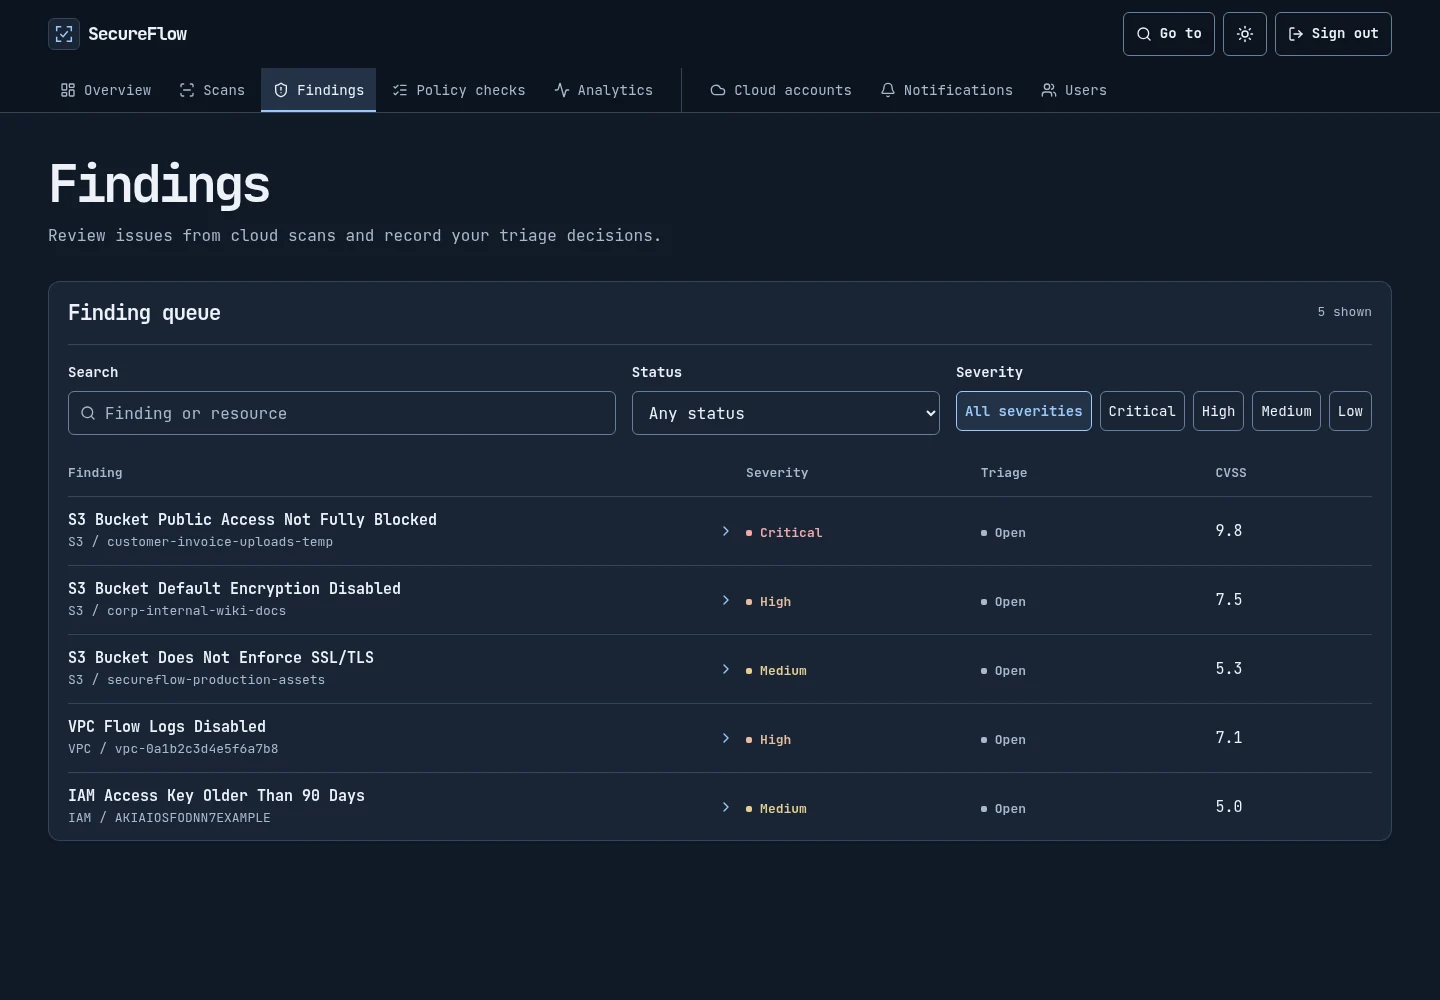 SecureFlow
Go to
Sign out
Overview
Scans
Findings
Policy checks
Analytics
Cloud accounts
Notifications
Users
Findings
Review issues from cloud scans and record your triage decisions.
Finding queue
5 shown
Search
Status
Severity
Finding or resource
Any status
All severities
Critical
High
Medium
Low
Finding
Severity
Triage
CVSS
S3 Bucket Public Access Not Fully Blocked
S3 / customer-invoice-uploads-temp
Critical
Open
9.8
S3 Bucket Default Encryption Disabled
S3 / corp-internal-wiki-docs
High
Open
7.5
S3 Bucket Does Not Enforce SSL/TLS
S3 / secureflow-production-assets
Medium
Open
5.3
VPC Flow Logs Disabled
VPC / vpc-0a1b2c3d4e5f6a7b8
High
Open
7.1
IAM Access Key Older Than 90 Days
IAM / AKIAIOSFODNN7EXAMPLE
Medium
Open
5.0